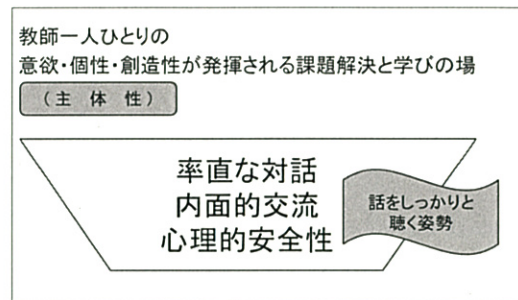 教師一人ひとりの
意欲・個性・創造性が発揮される課題解決と学びの場
（主　体　性）
率直な対話
内面的交流
心理的安全性
話をしっかりと
聴く姿勢